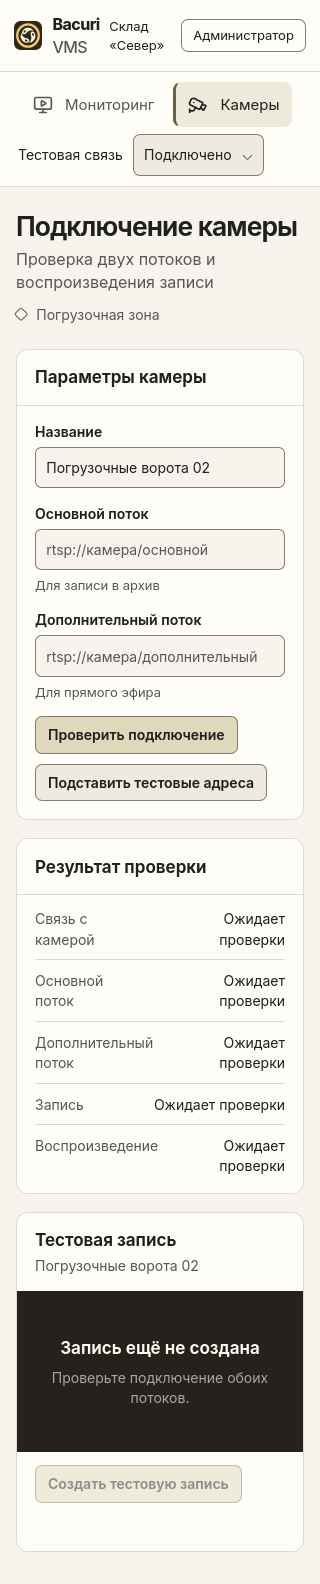 Bacuri
VMS
Склад
«Север»
Администратор
Мониторинг
Камеры
Тестовая связь
Подключено
Подключение камеры
Проверка двух потоков и
воспроизведения записи
Погрузочная зона
Параметры камеры
Название
Погрузочные ворота 02
Основной поток
rtsp://камера/основной
Для записи в архив
Дополнительный поток
rtsp://камера/дополнительный
Для прямого эфира
Проверить подключение
Подставить тестовые адреса
Результат проверки
Связь с
камерой
Ожидает
проверки
Основной
поток
Ожидает
проверки
Дополнительный
поток
Ожидает
проверки
Запись
Ожидает проверки
Воспроизведение
Ожидает
проверки
Тестовая запись
Погрузочные ворота 02
Запись ещё не создана
Проверьте подключение обоих
потоков.
Создать тестовую запись